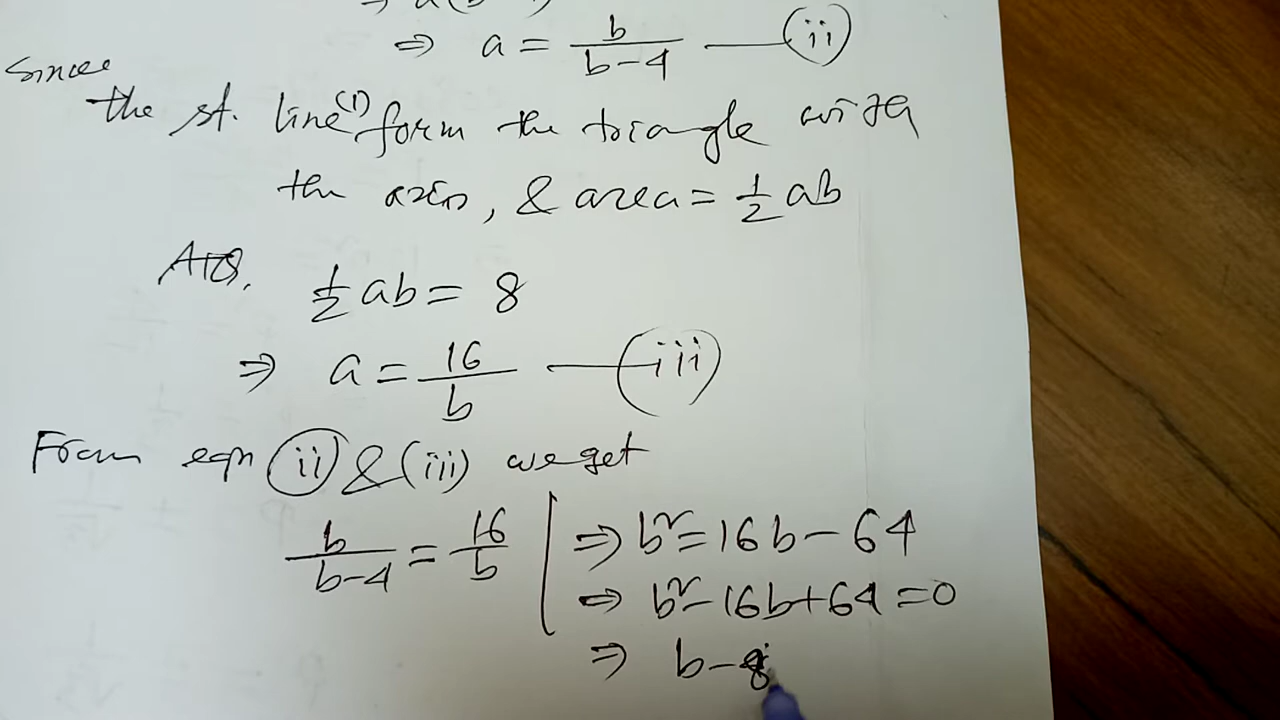 ⇒ a = b/(b-4) — (ii)
Since
the st. line (1) form the triangle with
the axes, & area = 1/2 ab
ATQ, 1/2 ab = 8
⇒ a = 16/b — (iii)
From eqn (ii) & (iii) we get
b/(b-4) = 16/b
⇒ b² = 16b - 64
⇒ b² - 16b + 64 = 0
⇒ b - 8